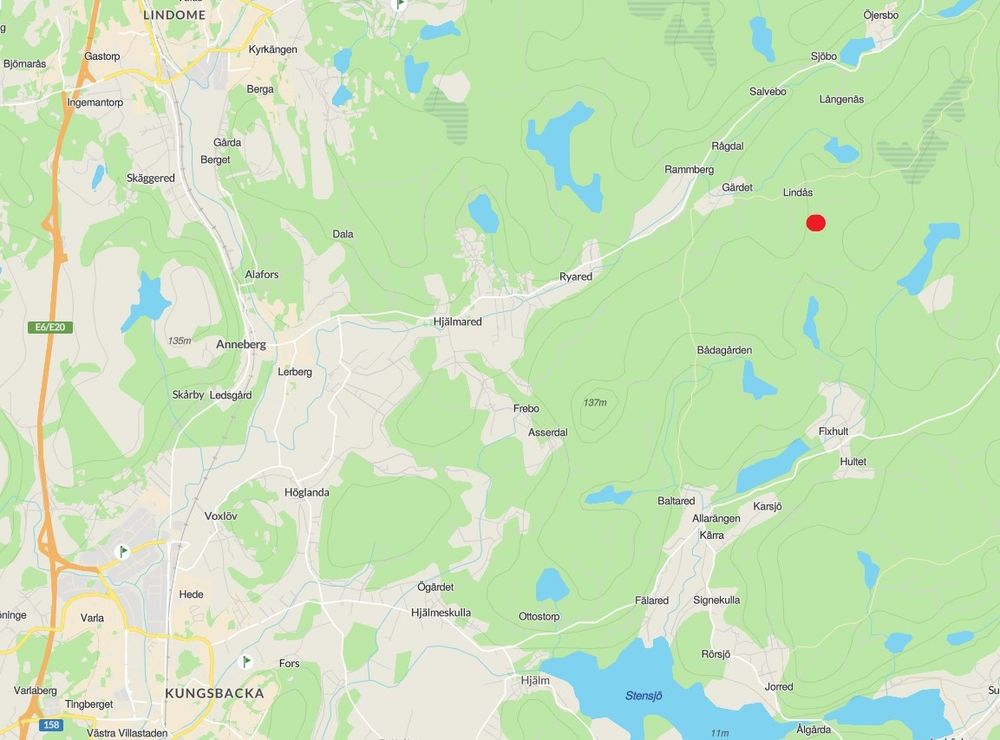 LINDOME
Öjersbo
Kyrkängen
Gastorp
Sjöbo
Björnarås
Berga
Salvebo
Långenäs
Ingemantorp
Gårda
Rågdal
Berget
Rammberg
Skäggered
Gärdet
Lindås
Dala
Alafors
Ryared
Hjälmared
E6/E20
135m
Anneberg
Bådagården
Lerberg
Skårby
Ledsgård
Frebo
137m
Asserdal
Fixhult
Hultet
Höglanda
Baltared
Karsjö
Voxlöv
Allarängen
Kärra
Ögårdet
Hede
Fälared
Signekulla
Hjälmeskulla
Ottostorp
Varla
Rörsjö
Fors
Hjälm
Varlaberg
KUNGSBACKA
Stensjö
Jorred
Tingberget
158
Västra Villastaden
11m
Ålgårda